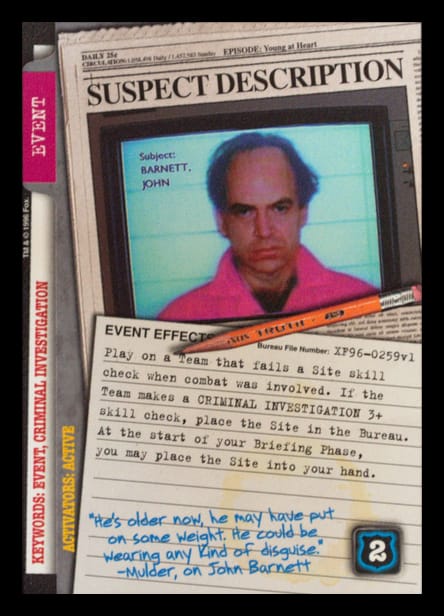 DAILY 25¢
CIRCULATION: 1,058,496 Daily / 1,457,983 Sunday EPISODE: Young at Heart
SUSPECT DESCRIPTION
EVENT
Subject:
BARNETT,
JOHN
TM & © 1996 Fox.
TRUTH
EVENT EFFECTS
Bureau File Number: XF96-0259v1
Play on a Team that fails a Site skill
check when combat was involved. If the
Team makes a CRIMINAL INVESTIGATION 3+
skill check, place the Site in the Bureau.
At the start of your Briefing Phase,
you may place the Site into your hand.
KEYWORDS: EVENT, CRIMINAL INVESTIGATION
ACTIVATORS: ACTIVE
"He's older now, he may have put
on some weight. He could be
wearing any kind of disguise."
-Mulder, on John Barnett
2